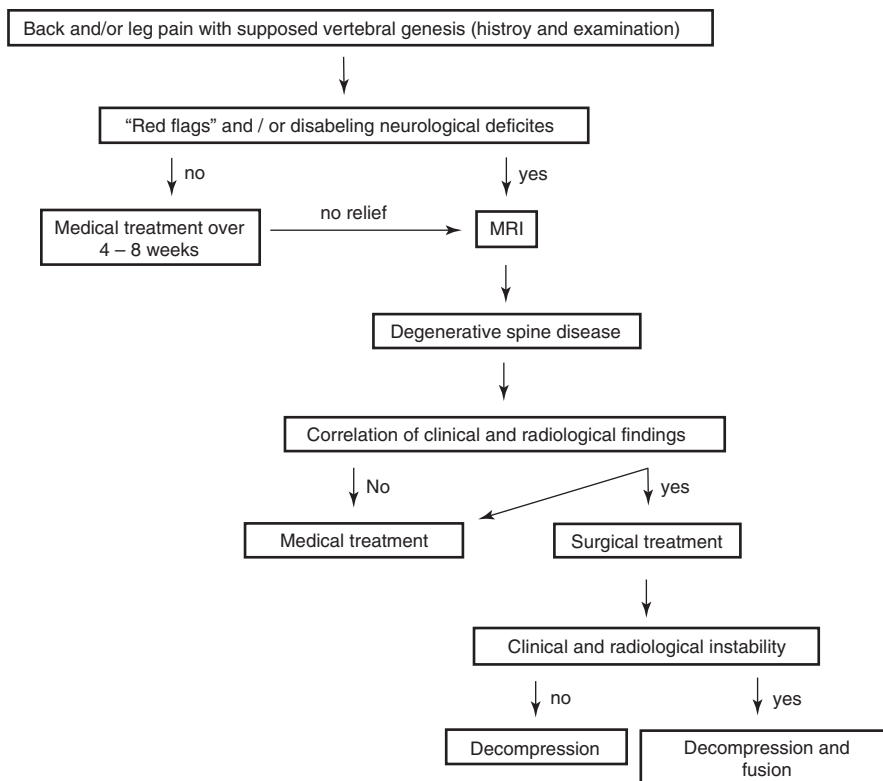 Back and/or leg pain with supposed vertebral genesis (histroy and examination)
“Red flags” and / or disabeling neurological deficites
no
yes
Medical treatment over
4 – 8 weeks
no relief
MRI
Degenerative spine disease
Correlation of clinical and radiological findings
No
yes
Medical treatment
Surgical treatment
Clinical and radiological instability
no
yes
Decompression
Decompression and
fusion